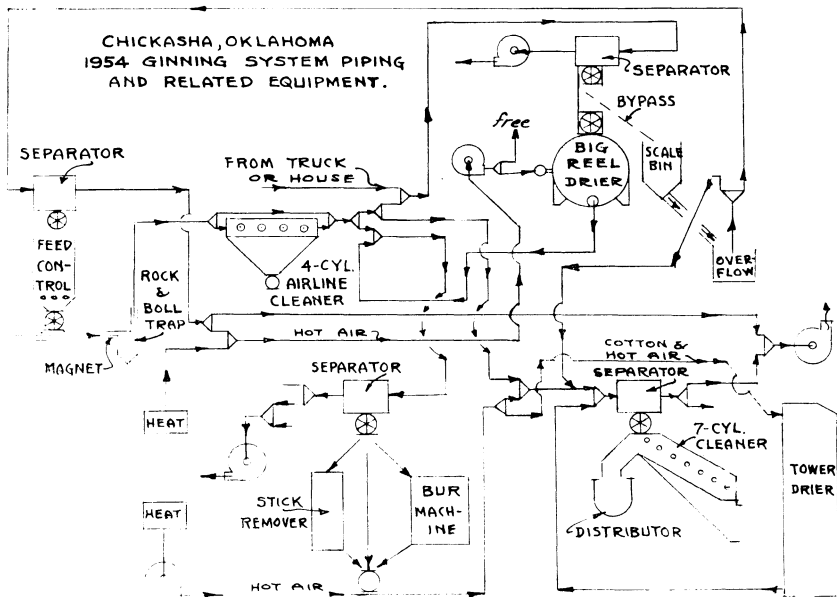 CHICKASHA, OKLAHOMA
1954 GINNING SYSTEM PIPING
AND RELATED EQUIPMENT.
SEPARATOR
BYPASS
free
SEPARATOR
FROM TRUCK
OR HOUSE
BIG
REEL
DRIER
SCALE
BIN
FEED
CON-
TROL
4-CYL.
AIRLINE
CLEANER
OVER-
FLOW
ROCK
&
BOLL
TRAP
HOT AIR
MAGNET
COTTON &
HOT AIR
SEPARATOR
SEPARATOR
HEAT
7-CYL.
CLEANER
TOWER
DRIER
STICK
REMOVER
BUR
MACH-
INE
HEAT
DISTRIBUTOR
HOT AIR